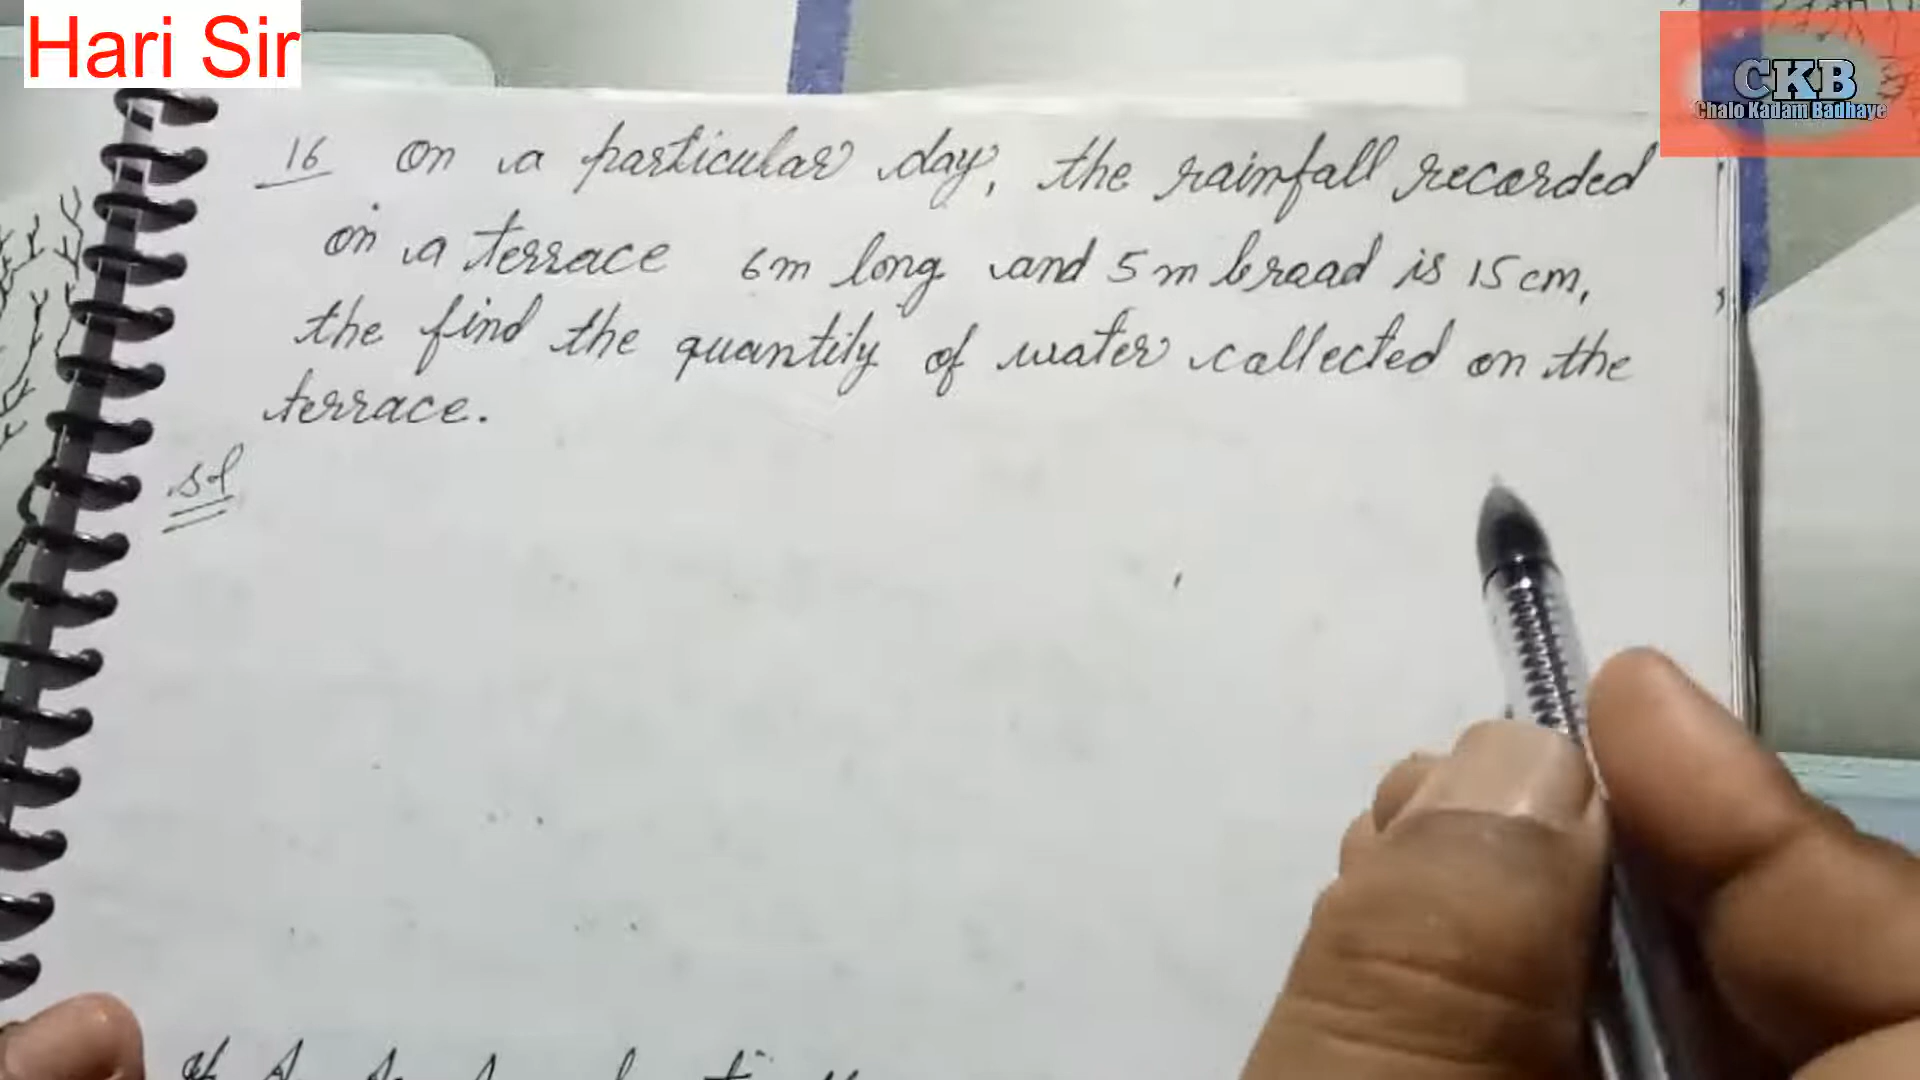 Hari Sir
CKB
Chalo Kadam Badhaye
16 on a particular day, the rainfall recorded
on a terrace 6m long and 5m broad is 15cm,
the find the quantity of water collected on the
terrace.
sol